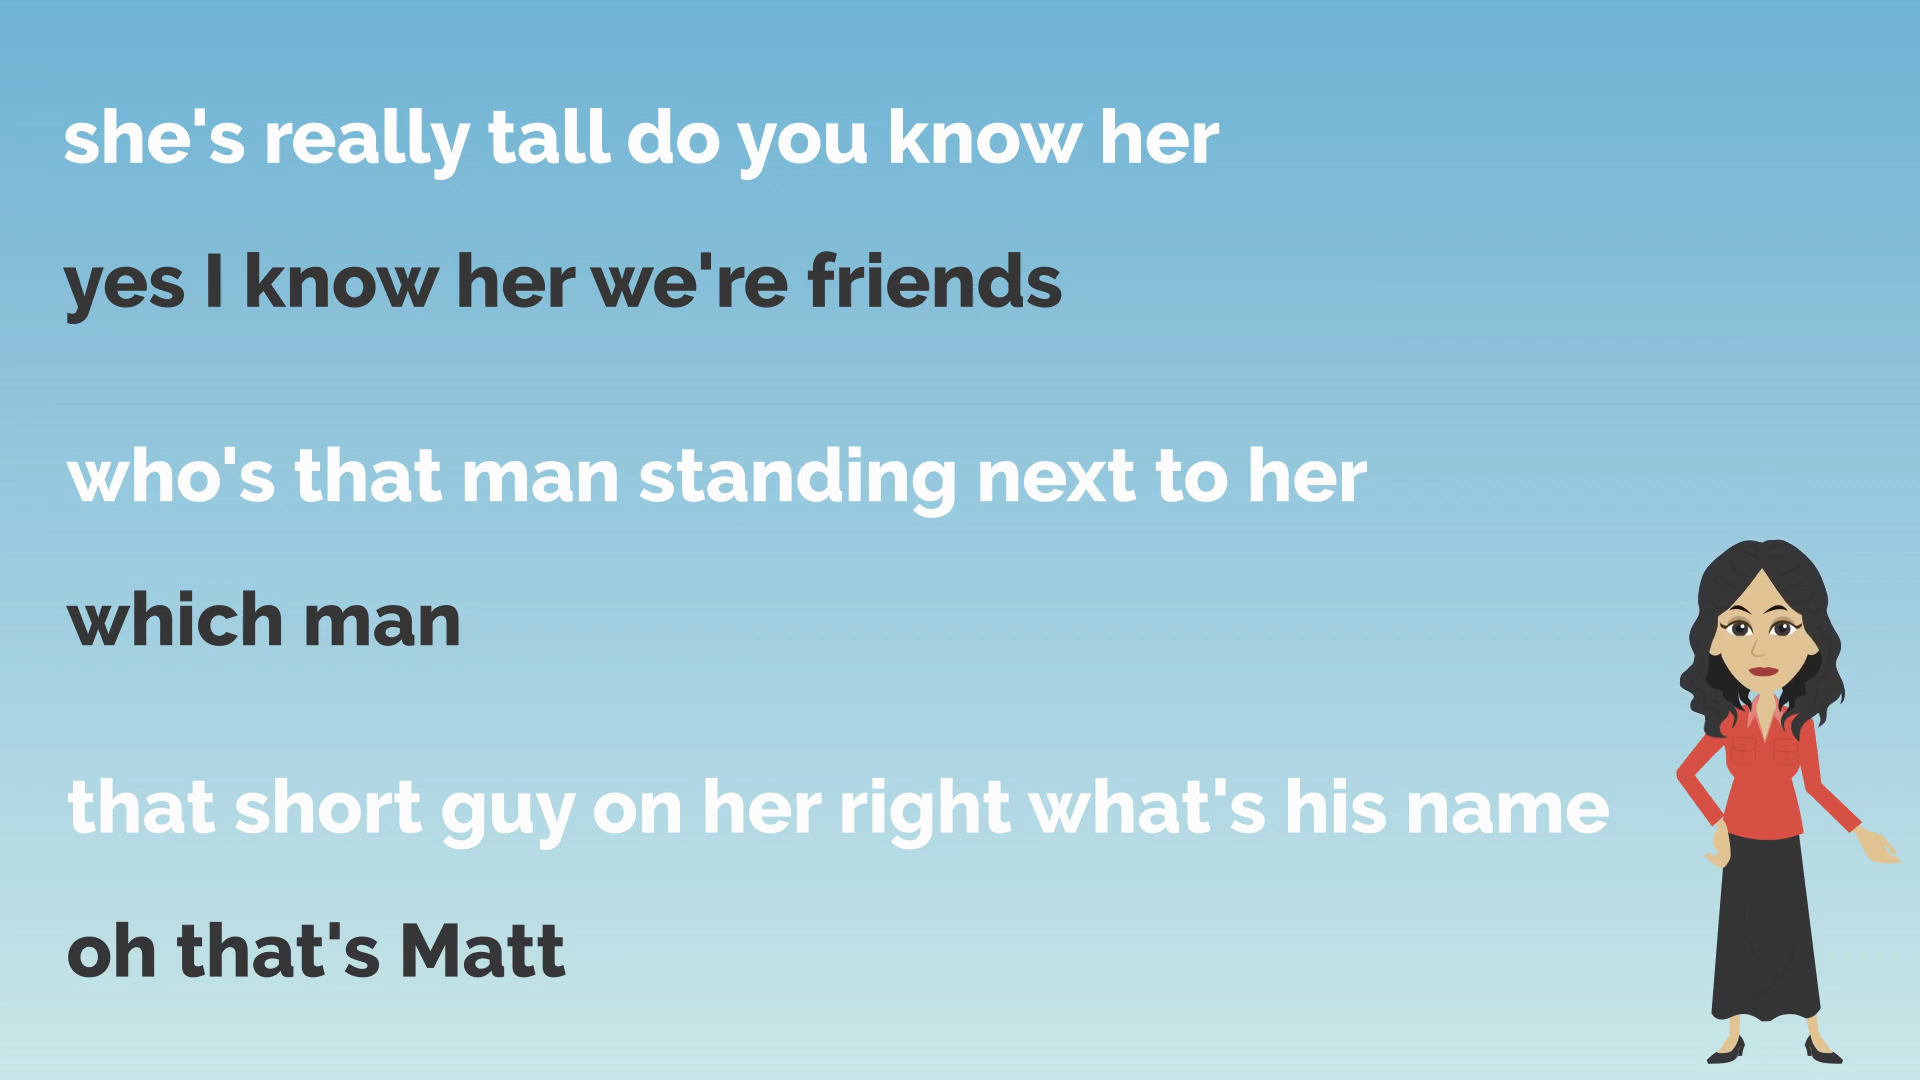 she's really tall do you know her
yes I know her we're friends
who's that man standing next to her
which man
that short guy on her right what's his name
oh that's Matt